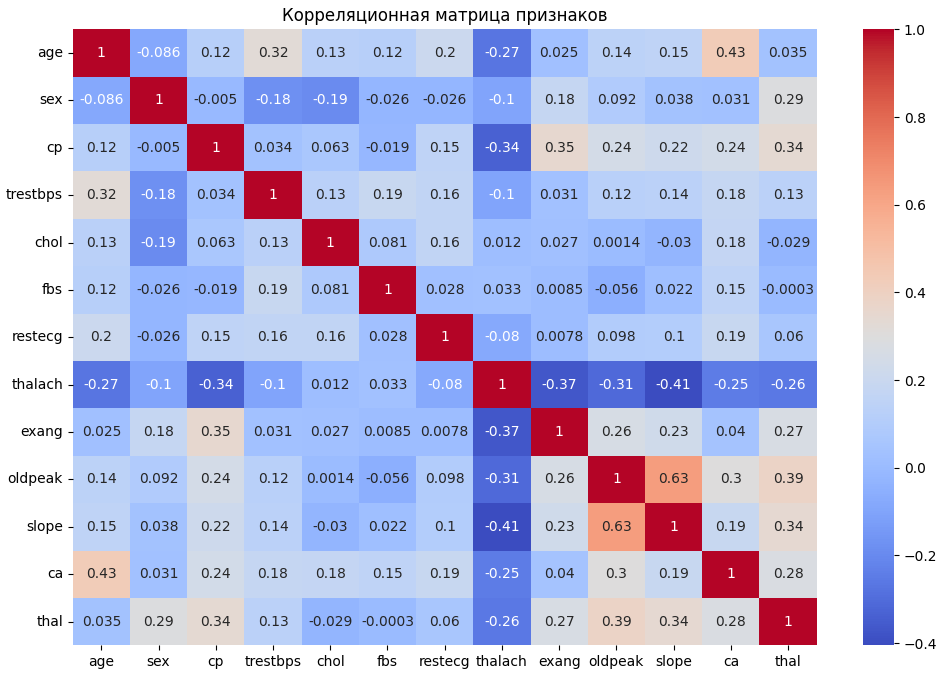 Корреляционная матрица признаков
age 1 -0.086 0.12 0.32 0.13 0.12 0.2 -0.27 0.025 0.14 0.15 0.43 0.035
sex -0.086 1 -0.005 -0.18 -0.19 -0.026 -0.026 -0.1 0.18 0.092 0.038 0.031 0.29
cp 0.12 -0.005 1 0.034 0.063 -0.019 0.15 -0.34 0.35 0.24 0.22 0.24 0.34
trestbps 0.32 -0.18 0.034 1 0.13 0.19 0.16 -0.1 0.031 0.12 0.14 0.18 0.13
chol 0.13 -0.19 0.063 0.13 1 0.081 0.16 0.012 0.027 0.0014 -0.03 0.18 -0.029
fbs 0.12 -0.026 -0.019 0.19 0.081 1 0.028 0.033 0.0085 -0.056 0.022 0.15 -0.0003
restecg 0.2 -0.026 0.15 0.16 0.16 0.028 1 -0.08 0.0078 0.098 0.1 0.19 0.06
thalach -0.27 -0.1 -0.34 -0.1 0.012 0.033 -0.08 1 -0.37 -0.31 -0.41 -0.25 -0.26
exang 0.025 0.18 0.35 0.031 0.027 0.0085 0.0078 -0.37 1 0.26 0.23 0.04 0.27
oldpeak 0.14 0.092 0.24 0.12 0.0014 -0.056 0.098 -0.31 0.26 1 0.63 0.3 0.39
slope 0.15 0.038 0.22 0.14 -0.03 0.022 0.1 -0.41 0.23 0.63 1 0.19 0.34
ca 0.43 0.031 0.24 0.18 0.18 0.15 0.19 -0.25 0.04 0.3 0.19 1 0.28
thal 0.035 0.29 0.34 0.13 -0.029 -0.0003 0.06 -0.26 0.27 0.39 0.34 0.28 1
age sex cp trestbps chol fbs restecg thalach exang oldpeak slope ca thal
1.0
0.8
0.6
0.4
0.2
0.0
−0.2
−0.4